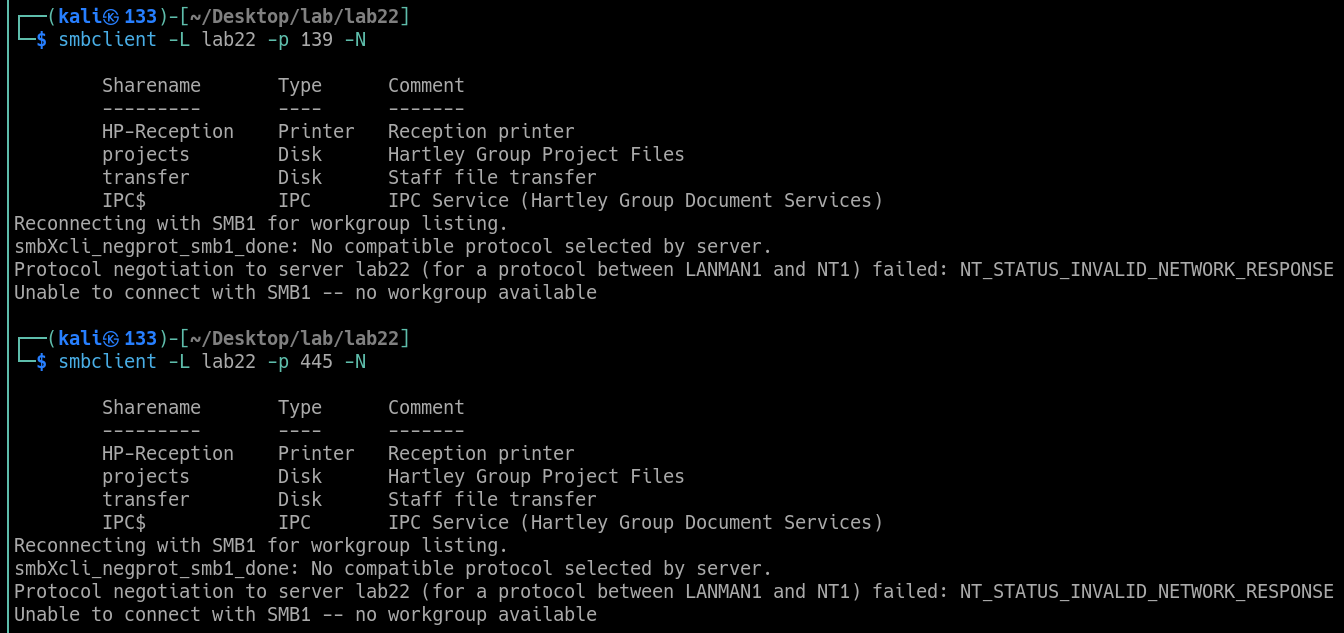 ┌──(kali㉿133)-[~/Desktop/lab/lab22]
└─$ smbclient -L lab22 -p 139 -N

        Sharename       Type      Comment
        ---------       ----      -------
        HP-Reception    Printer   Reception printer
        projects        Disk      Hartley Group Project Files
        transfer        Disk      Staff file transfer
        IPC$            IPC       IPC Service (Hartley Group Document Services)
Reconnecting with SMB1 for workgroup listing.
smbXcli_negprot_smb1_done: No compatible protocol selected by server.
Protocol negotiation to server lab22 (for a protocol between LANMAN1 and NT1) failed: NT_STATUS_INVALID_NETWORK_RESPONSE
Unable to connect with SMB1 -- no workgroup available

┌──(kali㉿133)-[~/Desktop/lab/lab22]
└─$ smbclient -L lab22 -p 445 -N

        Sharename       Type      Comment
        ---------       ----      -------
        HP-Reception    Printer   Reception printer
        projects        Disk      Hartley Group Project Files
        transfer        Disk      Staff file transfer
        IPC$            IPC       IPC Service (Hartley Group Document Services)
Reconnecting with SMB1 for workgroup listing.
smbXcli_negprot_smb1_done: No compatible protocol selected by server.
Protocol negotiation to server lab22 (for a protocol between LANMAN1 and NT1) failed: NT_STATUS_INVALID_NETWORK_RESPONSE
Unable to connect with SMB1 -- no workgroup available